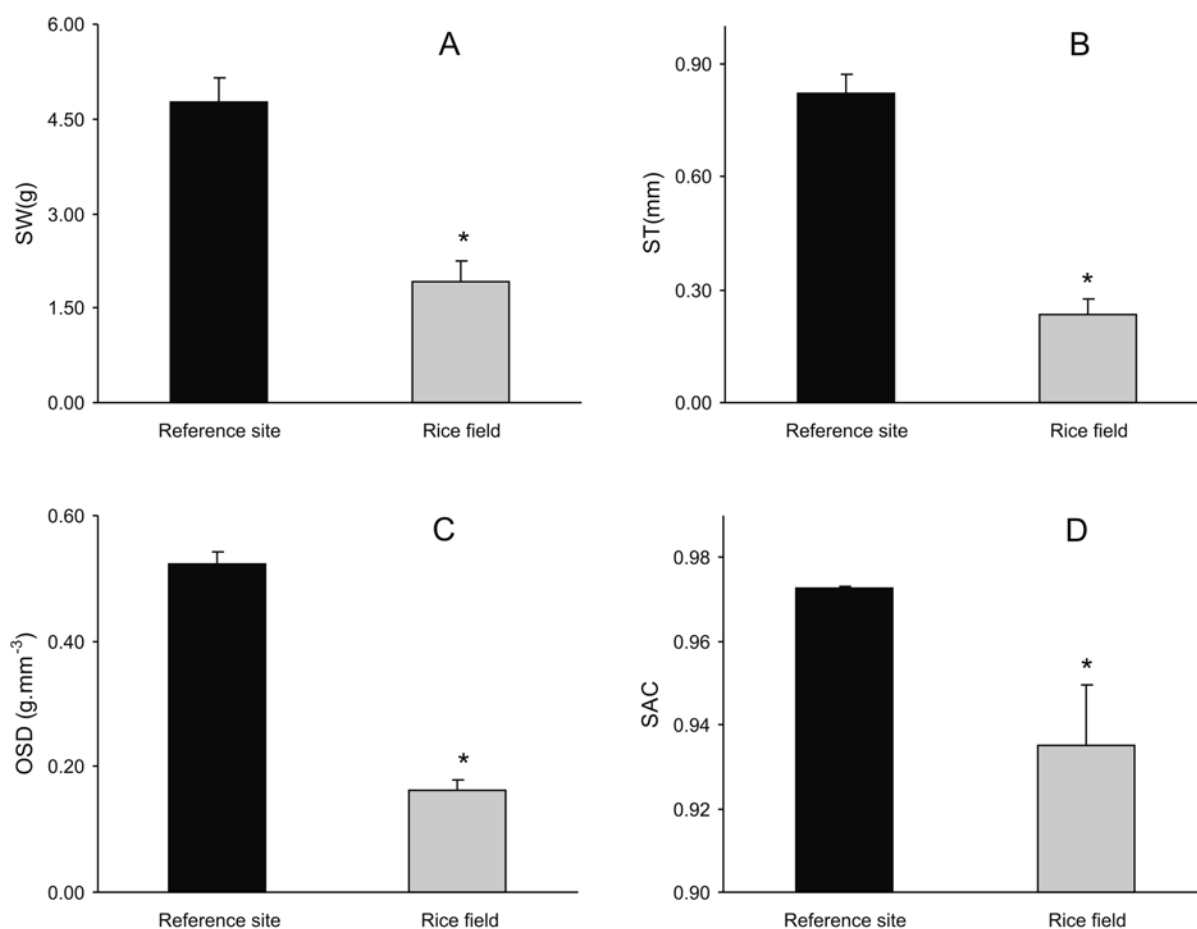 A
SW(g)
6.00
4.50
3.00
1.50
0.00
*
Reference site
Rice field
B
ST(mm)
0.90
0.60
0.30
0.00
*
Reference site
Rice field
C
OSD (g.mm⁻³)
0.60
0.40
0.20
0.00
*
Reference site
Rice field
D
SAC
0.98
0.96
0.94
0.92
0.90
*
Reference site
Rice field